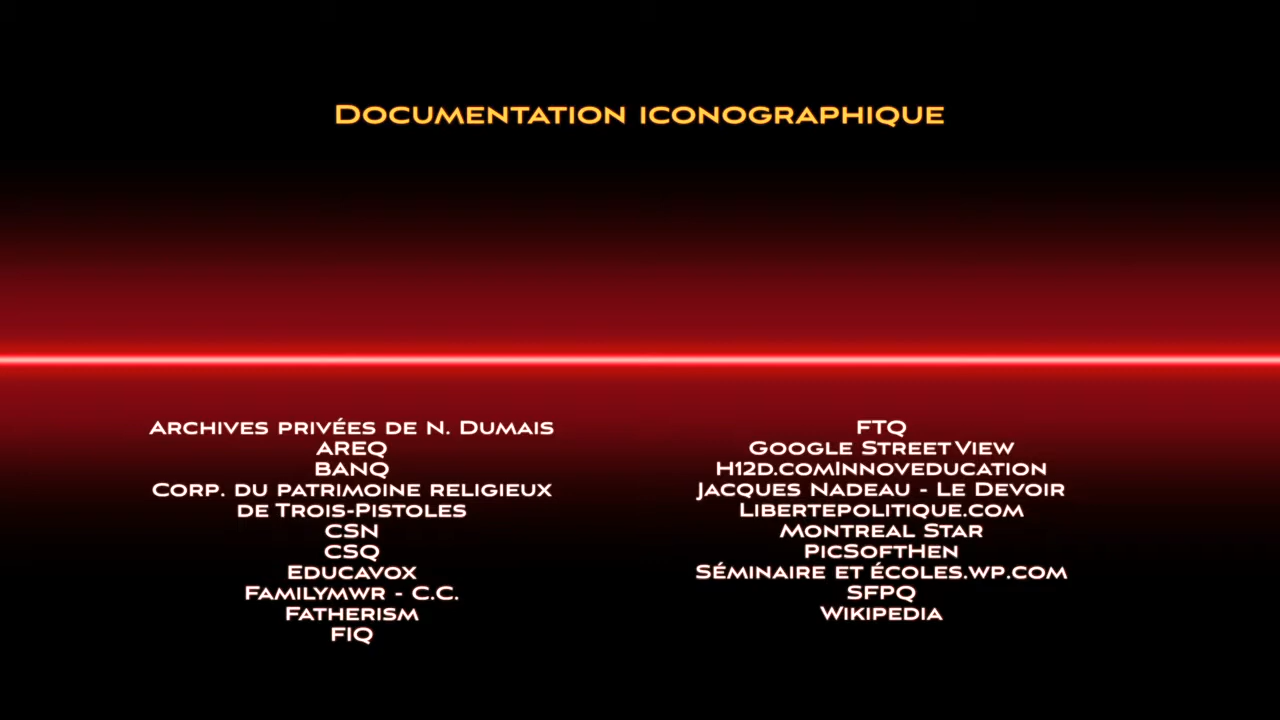 Documentation iconographique
Archives privées de N. Dumais
AREQ
BANQ
Corp. du patrimoine religieux
de Trois-Pistoles
CSN
CSQ
Educavox
Familymwr - C.C.
Fatherism
FIQ
FTQ
Google Street View
H12d.comInnoveducation
Jacques Nadeau - Le Devoir
Libertepolitique.com
Montreal Star
PicSoftHen
Séminaire et écoles.wp.com
SFPQ
Wikipedia